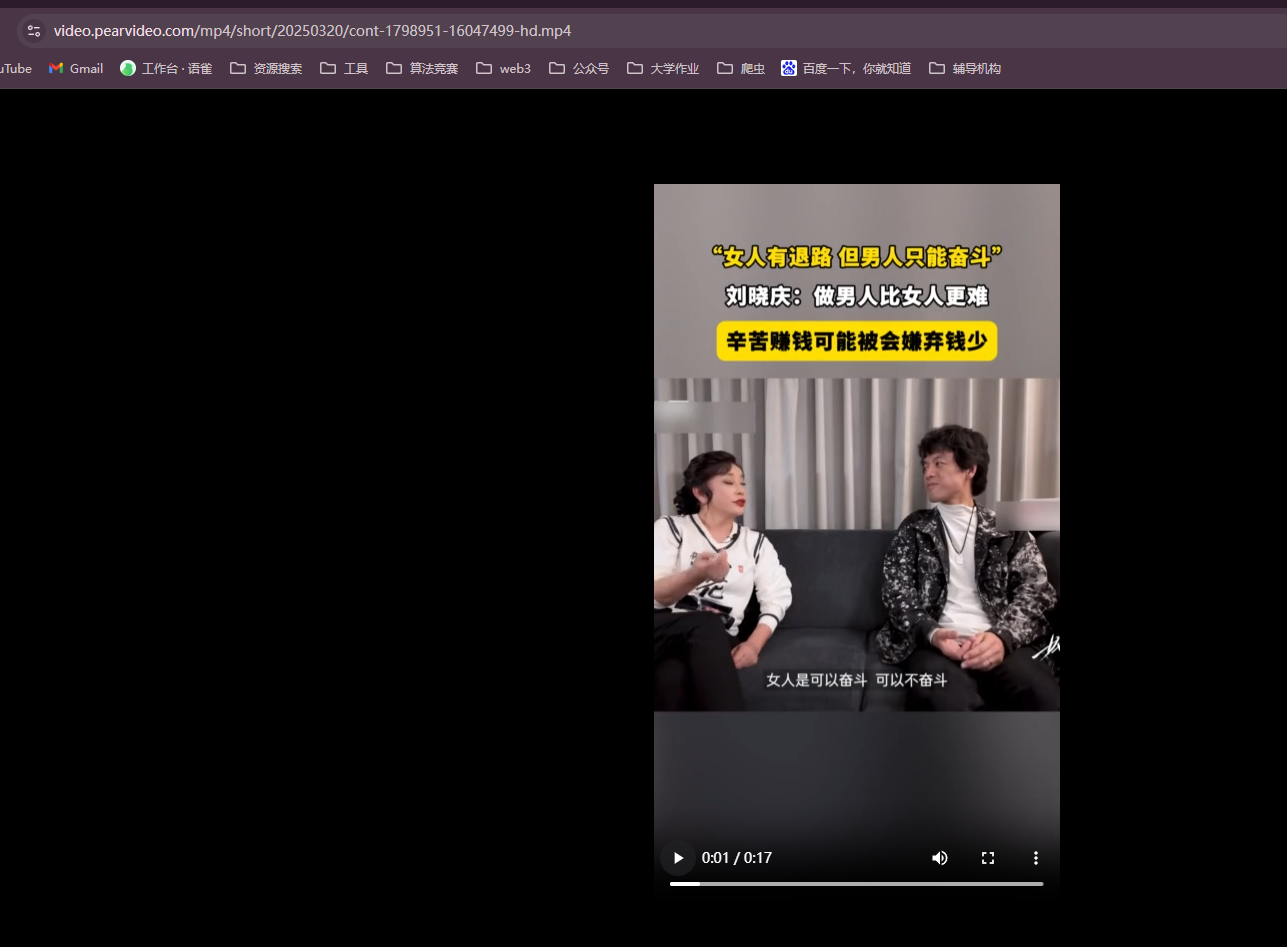 video.pearvideo.com/mp4/short/20250320/cont-1798951-16047499-hd.mp4
uTube Gmail 工作台 · 语雀 资源搜索 工具 算法竞赛 web3 公众号 大学作业 爬虫 百度一下，你就知道 辅导机构
“女人有退路 但男人只能奋斗”
刘晓庆：做男人比女人更难
辛苦赚钱可能被会嫌弃钱少
女人是可以奋斗 可以不奋斗
0:01 / 0:17